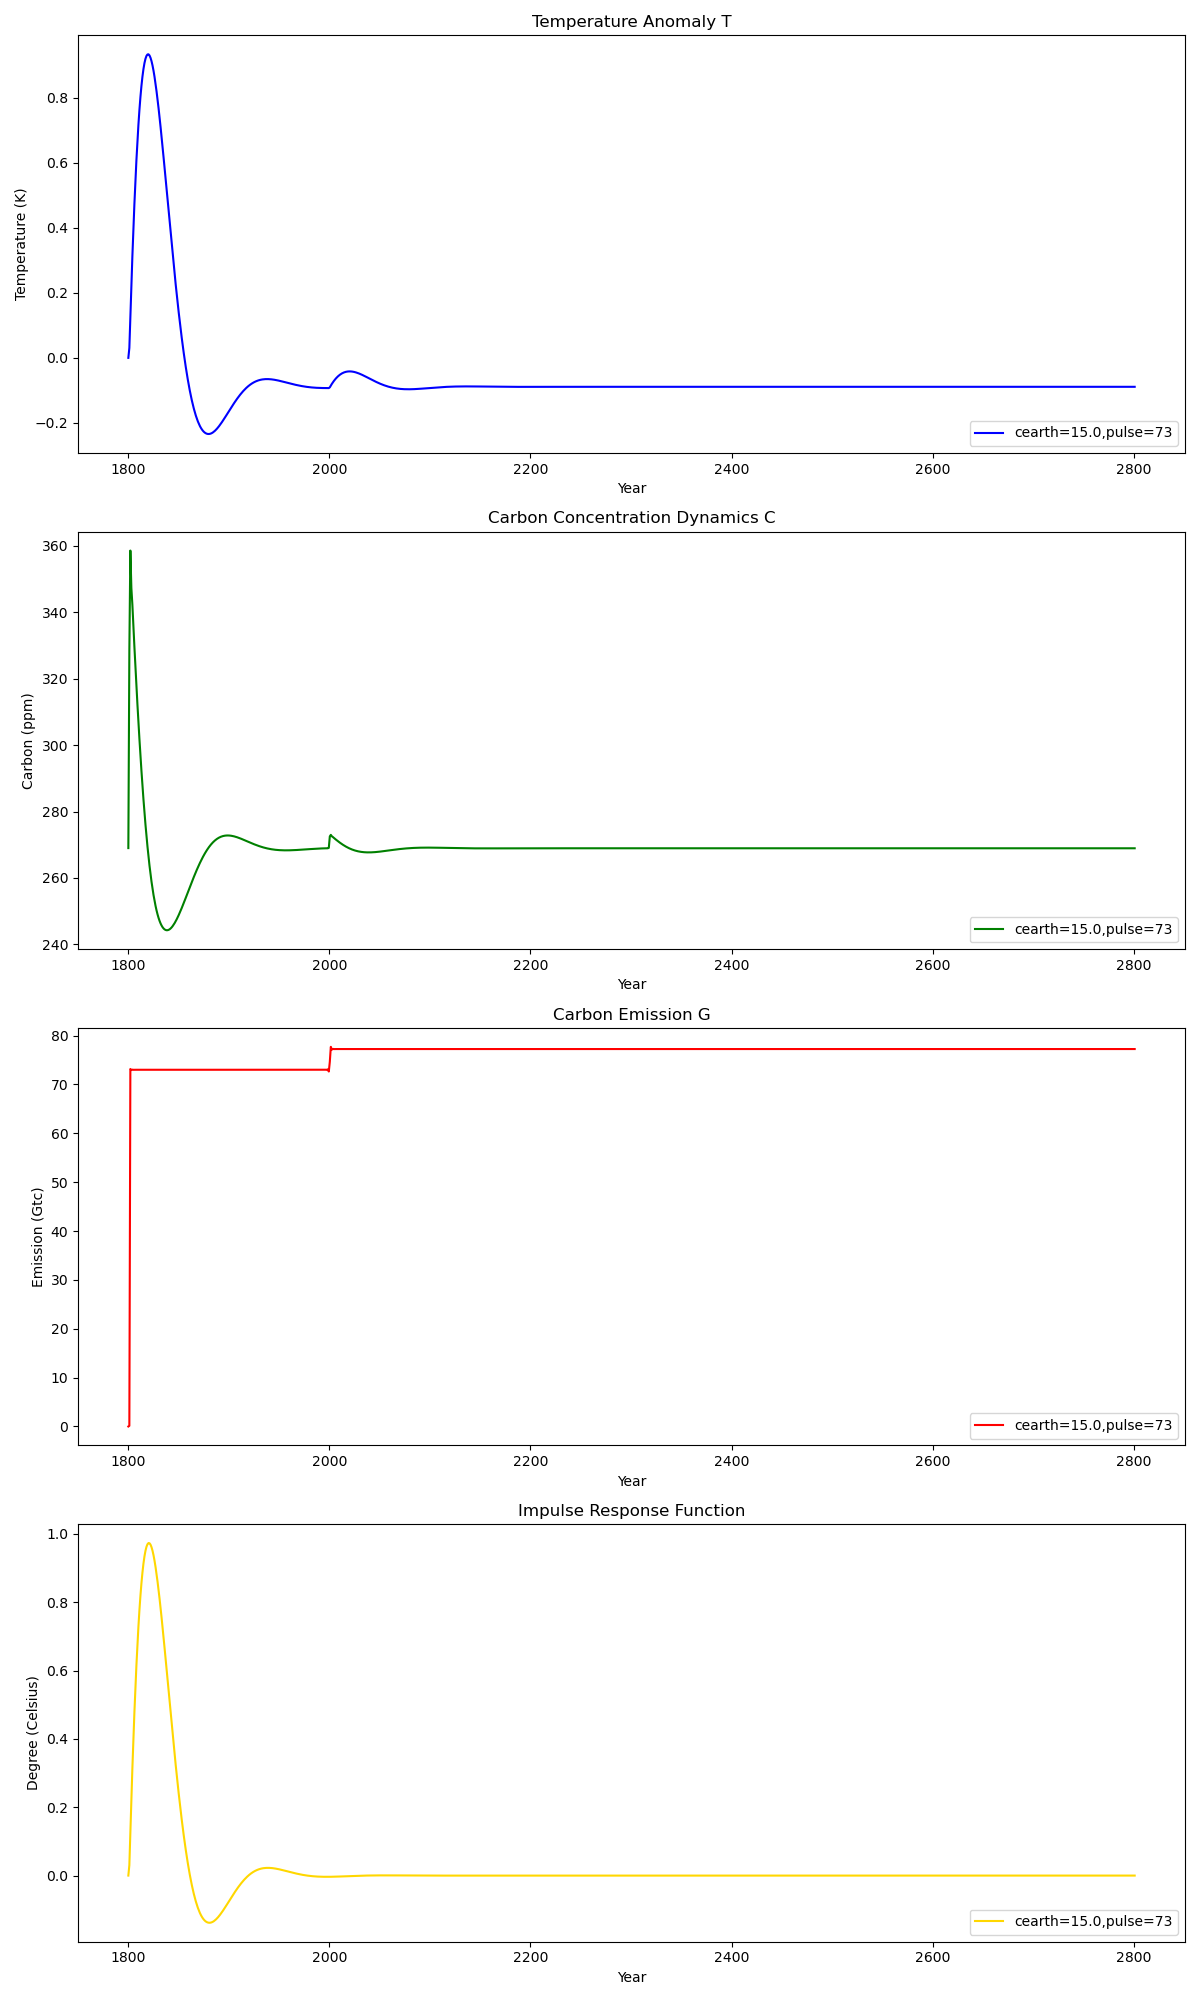 Temperature Anomaly T
Temperature (K)
0.8
0.6
0.4
0.2
0.0
−0.2
cearth=15.0,pulse=73
1800 2000 2200 2400 2600 2800
Year
Carbon Concentration Dynamics C
Carbon (ppm)
360
340
320
300
280
260
240
cearth=15.0,pulse=73
1800 2000 2200 2400 2600 2800
Year
Carbon Emission G
Emission (Gtc)
80
70
60
50
40
30
20
10
0
cearth=15.0,pulse=73
1800 2000 2200 2400 2600 2800
Year
Impulse Response Function
Degree (Celsius)
1.0
0.8
0.6
0.4
0.2
0.0
cearth=15.0,pulse=73
1800 2000 2200 2400 2600 2800
Year